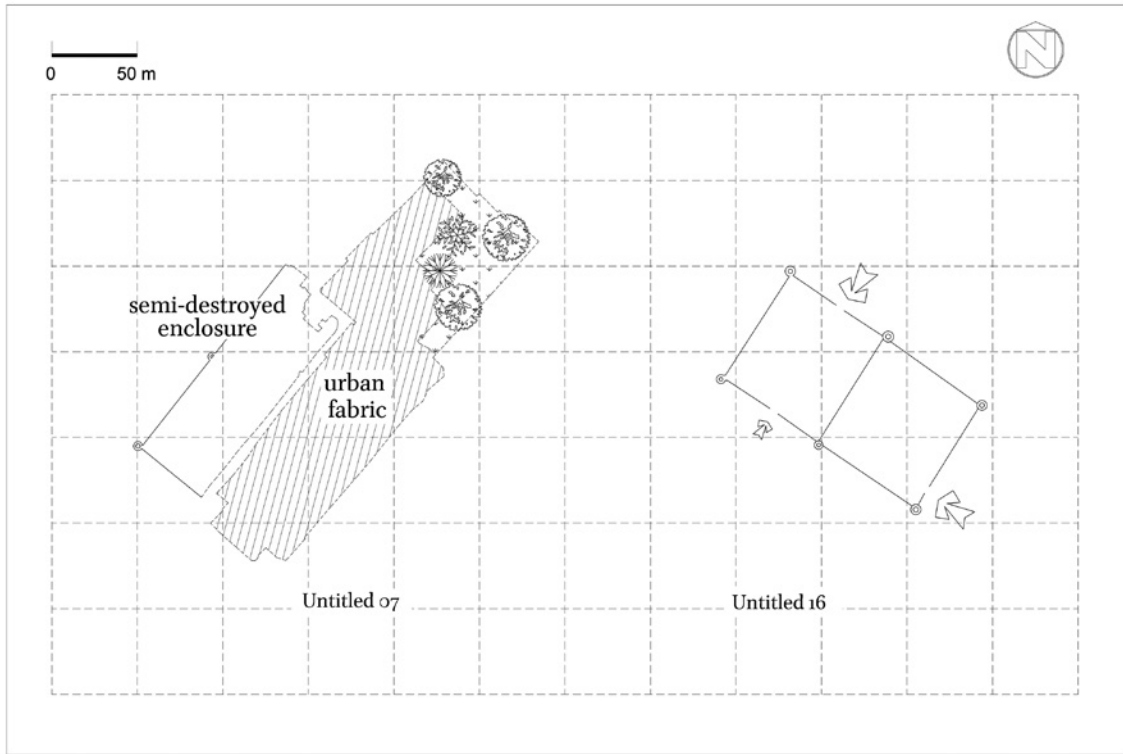 0 50 m
N
semi-destroyed
enclosure
urban
fabric
Untitled 07
Untitled 16